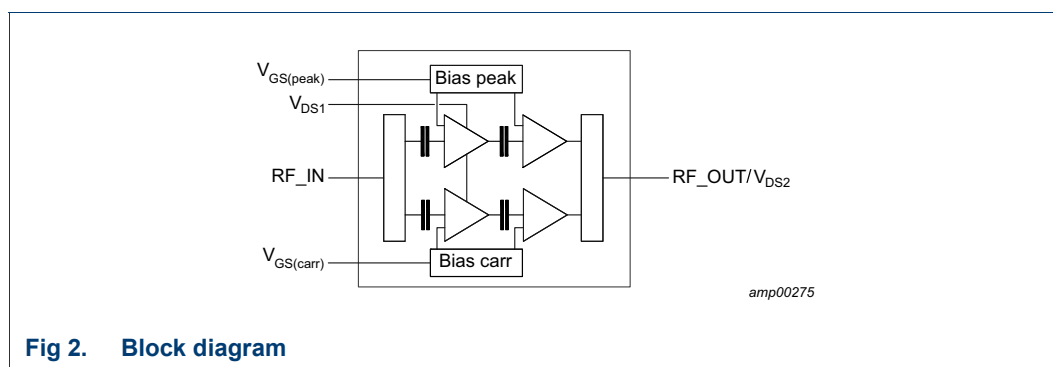 V_GS(peak)
Bias peak
V_DS1
RF_IN
RF_OUT/V_DS2
V_GS(carr)
Bias carr
amp00275
Fig 2. Block diagram